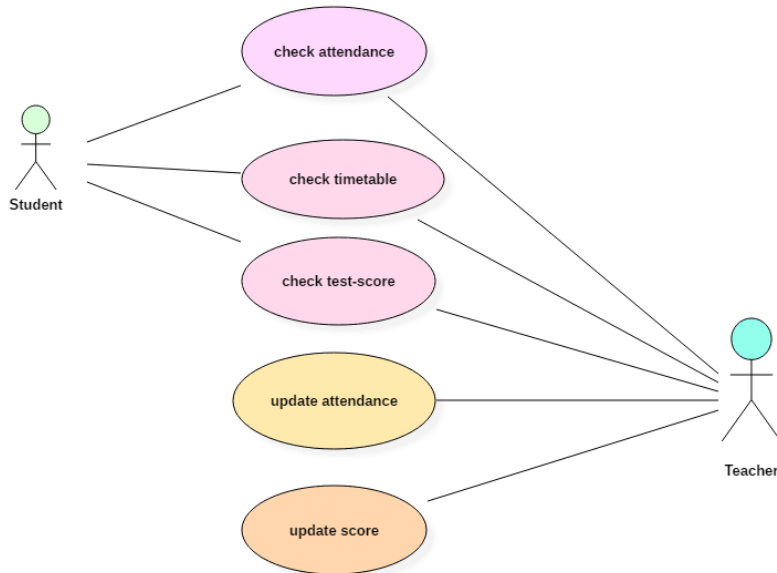 check attendance
check timetable
Student
check test-score
update attendance
Teacher
update score